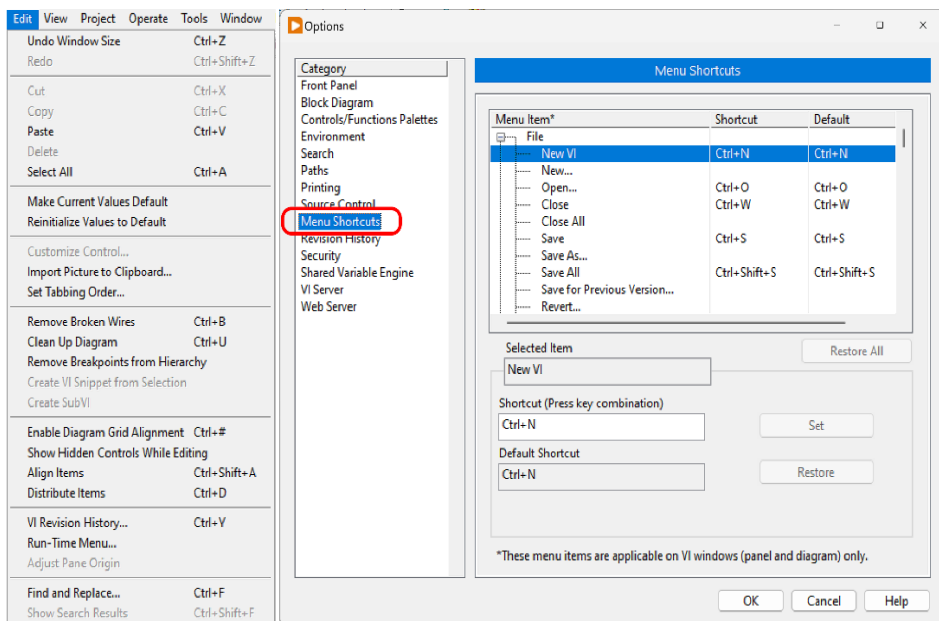 Edit View Project Operate Tools Window
Undo Window Size Ctrl+Z
Redo Ctrl+Shift+Z
Cut Ctrl+X
Copy Ctrl+C
Paste Ctrl+V
Delete
Select All Ctrl+A
Make Current Values Default
Reinitialize Values to Default
Customize Control...
Import Picture to Clipboard...
Set Tabbing Order...
Remove Broken Wires Ctrl+B
Clean Up Diagram Ctrl+U
Remove Breakpoints from Hierarchy
Create VI Snippet from Selection
Create SubVI
Enable Diagram Grid Alignment Ctrl+#
Show Hidden Controls While Editing
Align Items Ctrl+Shift+A
Distribute Items Ctrl+D
VI Revision History... Ctrl+Y
Run-Time Menu...
Adjust Pane Origin
Find and Replace... Ctrl+F
Show Search Results Ctrl+Shift+F
Options
Category
Front Panel
Block Diagram
Controls/Functions Palettes
Environment
Search
Paths
Printing
Source Control
Menu Shortcuts
Revision History
Security
Shared Variable Engine
VI Server
Web Server
Menu Shortcuts
Menu Item* Shortcut Default
File
New VI Ctrl+N Ctrl+N
New...
Open... Ctrl+O Ctrl+O
Close Ctrl+W Ctrl+W
Close All
Save Ctrl+S Ctrl+S
Save As...
Save All Ctrl+Shift+S Ctrl+Shift+S
Save for Previous Version...
Revert...
Selected Item
Restore All
New VI
Shortcut (Press key combination)
Ctrl+N
Set
Default Shortcut
Ctrl+N
Restore
*These menu items are applicable on VI windows (panel and diagram) only.
OK Cancel Help